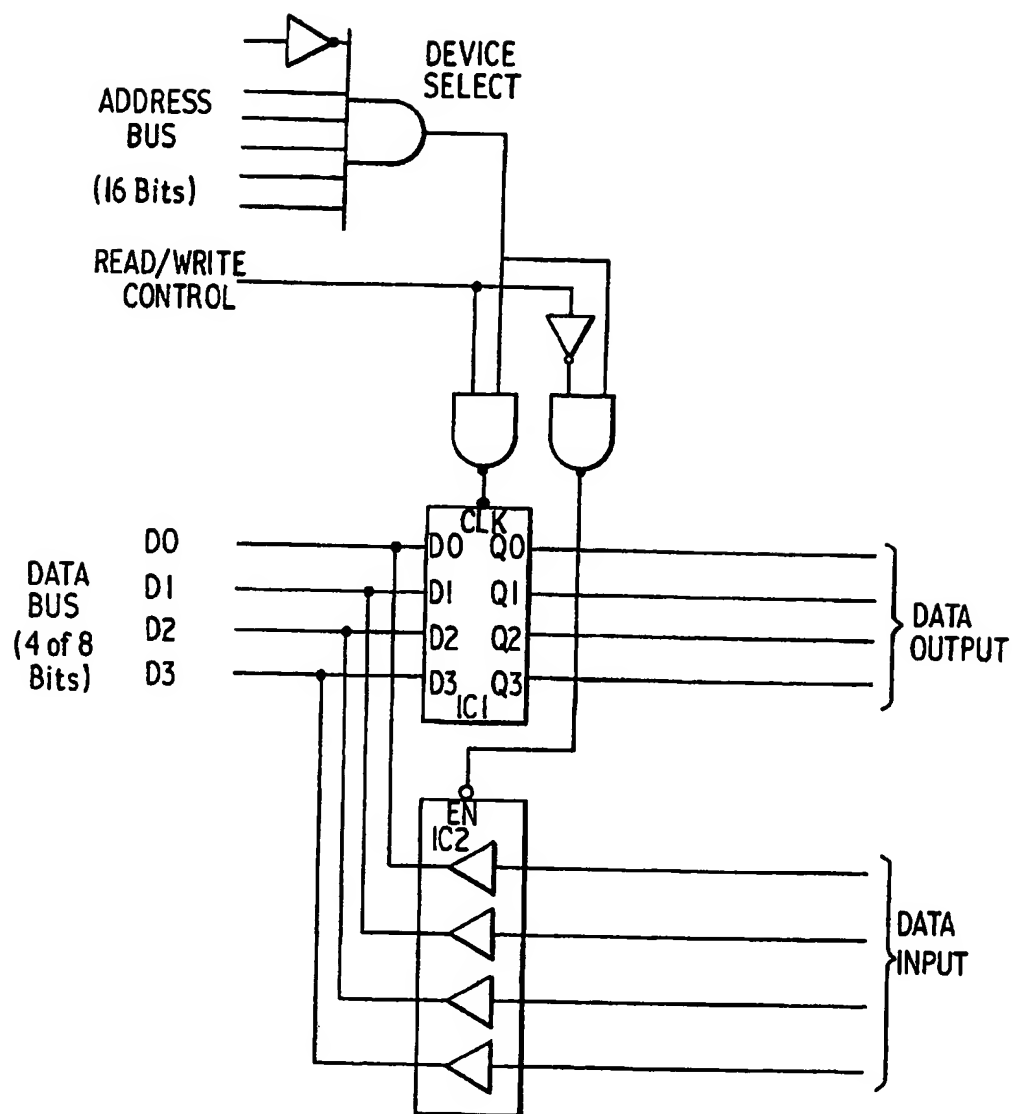 DEVICE
SELECT
ADDRESS
BUS
(16 Bits)
READ/WRITE
CONTROL
CLK
D0 Q0
D1 Q1
D2 Q2
D3 Q3
IC1
DATA
BUS
(4 of 8
Bits)
D0
D1
D2
D3
DATA
OUTPUT
EN
IC2
DATA
INPUT